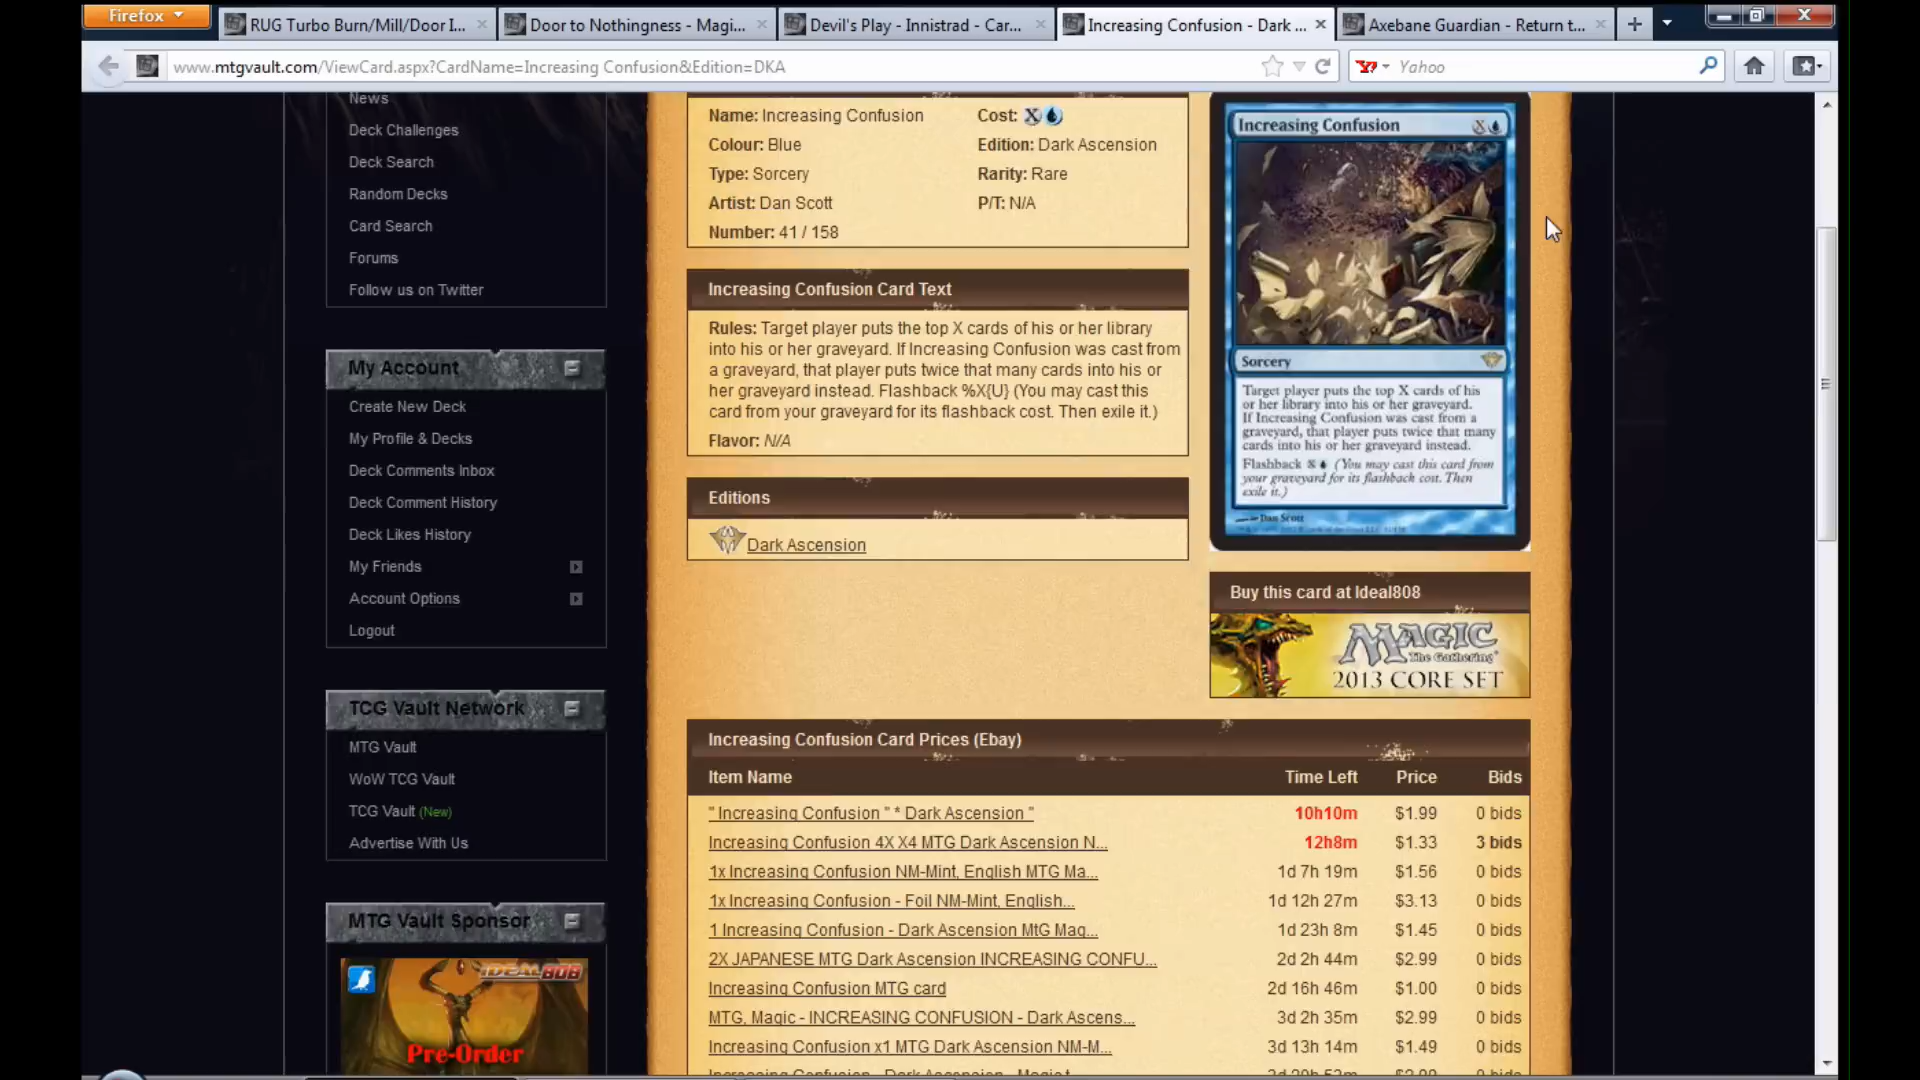 Firefox
RUG Turbo Burn/Mill/Door I...
Door to Nothingness - Magi...
Devil's Play - Innistrad - Car...
Increasing Confusion - Dark ...
Axebane Guardian - Return t...
www.mtgvault.com/ViewCard.aspx?CardName=Increasing Confusion&Edition=DKA
Yahoo
News
Deck Challenges
Deck Search
Random Decks
Card Search
Forums
Follow us on Twitter
My Account
Create New Deck
My Profile & Decks
Deck Comments Inbox
Deck Comment History
Deck Likes History
My Friends
Account Options
Logout
TCG Vault Network
MTG Vault
WoW TCG Vault
TCG Vault (New)
Advertise With Us
MTG Vault Sponsor
IDEAL808
Pre-Order
Name: Increasing Confusion
Cost: X
Colour: Blue
Edition: Dark Ascension
Type: Sorcery
Rarity: Rare
Artist: Dan Scott
P/T: N/A
Number: 41 / 158
Increasing Confusion Card Text
Rules: Target player puts the top X cards of his or her library
into his or her graveyard. If Increasing Confusion was cast from
a graveyard, that player puts twice that many cards into his or
her graveyard instead. Flashback %X{U} (You may cast this
card from your graveyard for its flashback cost. Then exile it.)
Flavor: N/A
Editions
Dark Ascension
Increasing Confusion X
Sorcery
Target player puts the top X cards of his
or her library into his or her graveyard.
If Increasing Confusion was cast from a
graveyard, that player puts twice that many
cards into his or her graveyard instead.
Flashback X (You may cast this card from
your graveyard for its flashback cost. Then
exile it.)
Dan Scott
Buy this card at Ideal808
MAGIC
The Gathering
2013 CORE SET
Increasing Confusion Card Prices (Ebay)
Item Name Time Left Price Bids
" Increasing Confusion " * Dark Ascension " 10h10m $1.99 0 bids
Increasing Confusion 4X X4 MTG Dark Ascension N... 12h8m $1.33 3 bids
1x Increasing Confusion NM-Mint, English MTG Ma... 1d 7h 19m $1.56 0 bids
1x Increasing Confusion - Foil NM-Mint, English... 1d 12h 27m $3.13 0 bids
1 Increasing Confusion - Dark Ascension MtG Mag... 1d 23h 8m $1.45 0 bids
2X JAPANESE MTG Dark Ascension INCREASING CONFU... 2d 2h 44m $2.99 0 bids
Increasing Confusion MTG card 2d 16h 46m $1.00 0 bids
MTG, Magic - INCREASING CONFUSION - Dark Ascens... 3d 2h 35m $2.99 0 bids
Increasing Confusion x1 MTG Dark Ascension NM-M... 3d 13h 14m $1.49 0 bids
Increasing Confusion - Dark Ascension - Magic t...